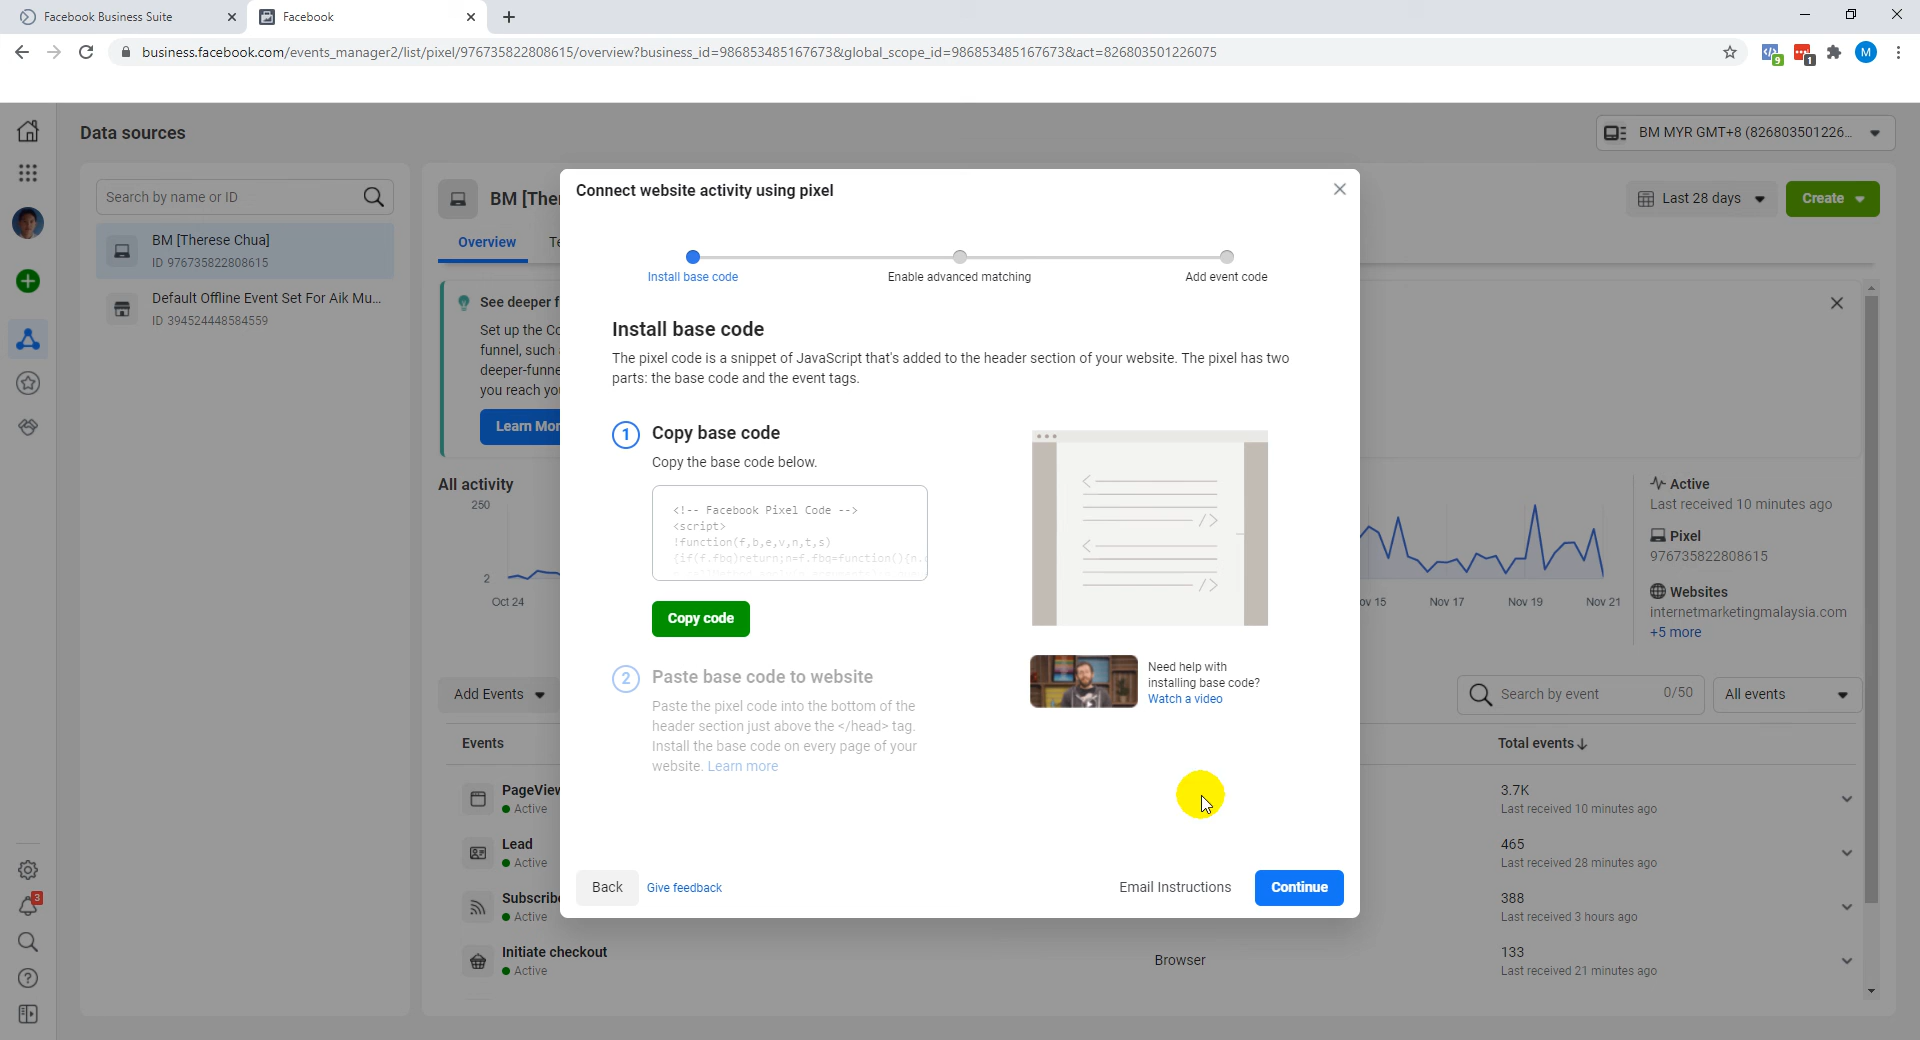 Facebook Business Suite
Facebook
business.facebook.com/events_manager2/list/pixel/976735822808615/overview?business_id=986853485167673&global_scope_id=986853485167673&act=826803501226075
9
1
M
Data sources
BM MYR GMT+8 (826803501226...
Search by name or ID
BM [Therese Chua]
ID 976735822808615
Default Offline Event Set For Aik Mu...
ID 394524448584559
3
BM [The
Last 28 days
Create
Overview
Te
See deeper f
Set up the Co
funnel, such
deeper-funne
you reach yo
Learn Mor
All activity
250
2
Oct 24
ov 15
Nov 17
Nov 19
Nov 21
Active
Last received 10 minutes ago
Pixel
976735822808615
Websites
internetmarketingmalaysia.com
+5 more
Add Events
Search by event
0/50
All events
Events
Total events
PageView
Active
3.7K
Last received 10 minutes ago
Lead
Active
465
Last received 28 minutes ago
Subscribe
Active
388
Last received 3 hours ago
Initiate checkout
Active
Browser
133
Last received 21 minutes ago
Connect website activity using pixel
Install base code
Enable advanced matching
Add event code
Install base code
The pixel code is a snippet of JavaScript that's added to the header section of your website. The pixel has two
parts: the base code and the event tags.
1
Copy base code
Copy the base code below.
<!-- Facebook Pixel Code -->
<script>
!function(f,b,e,v,n,t,s)
{if(f.fbq)return;n=f.fbq=function(){n.
Copy code
2
Paste base code to website
Paste the pixel code into the bottom of the
header section just above the </head> tag.
Install the base code on every page of your
website. Learn more
Need help with
installing base code?
Watch a video
Back
Give feedback
Email Instructions
Continue